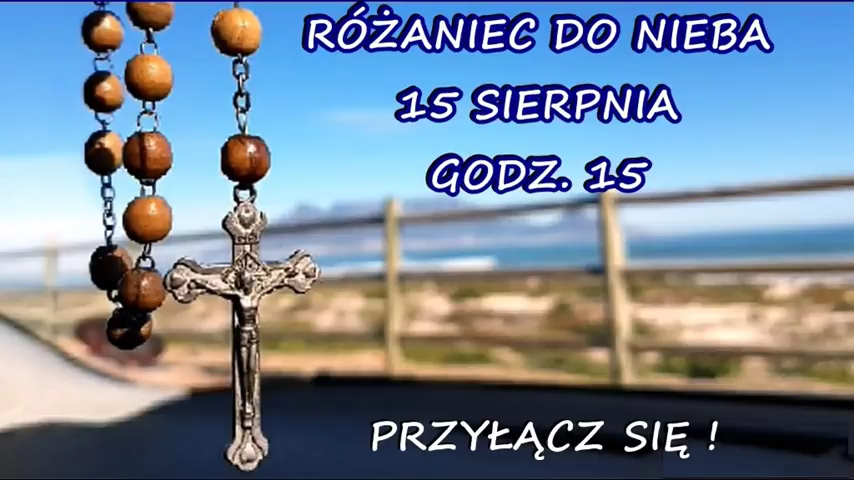 RÓŻANIEC DO NIEBA
15 SIERPNIA
GODZ. 15
PRZYŁĄCZ SIĘ !